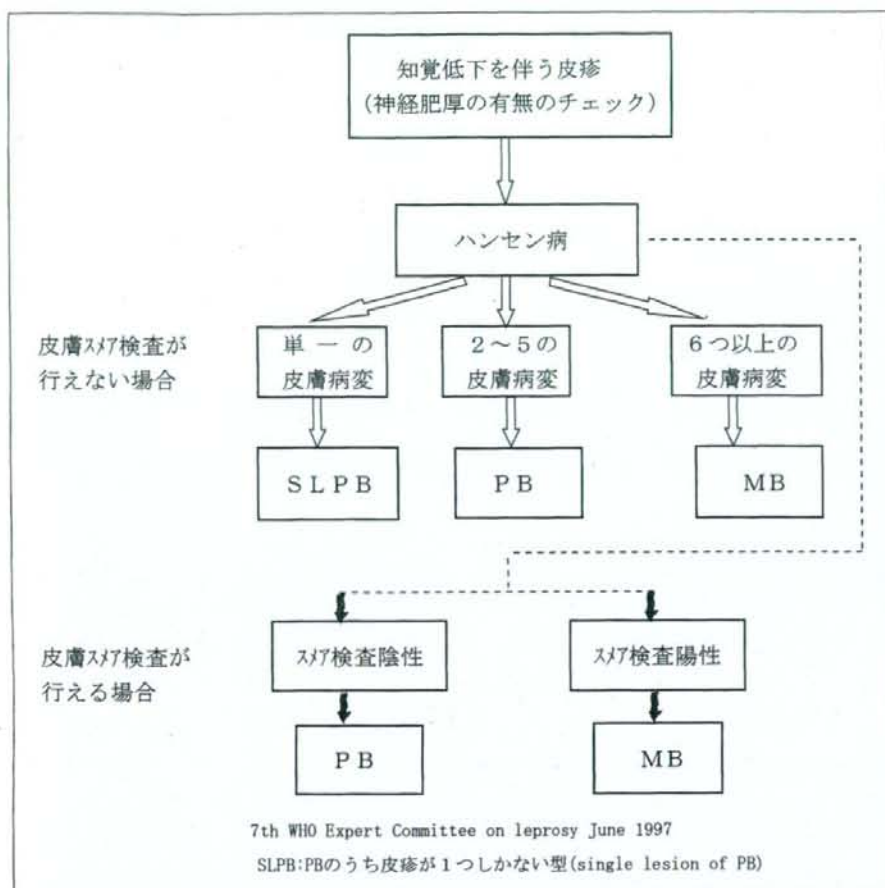 知覚低下を伴う皮疹
(神経肥厚の有無のチェック)
ハンセン病
皮膚ｽﾒｱ検査が
行えない場合
単一の
皮膚病変
２～５の
皮膚病変
６つ以上の
皮膚病変
ＳＬＰＢ
ＰＢ
ＭＢ
皮膚ｽﾒｱ検査が
行える場合
ｽﾒｱ検査陰性
ｽﾒｱ検査陽性
ＰＢ
ＭＢ
7th WHO Expert Committee on leprosy June 1997
SLPB:PBのうち皮疹が１つしかない型(single lesion of PB)